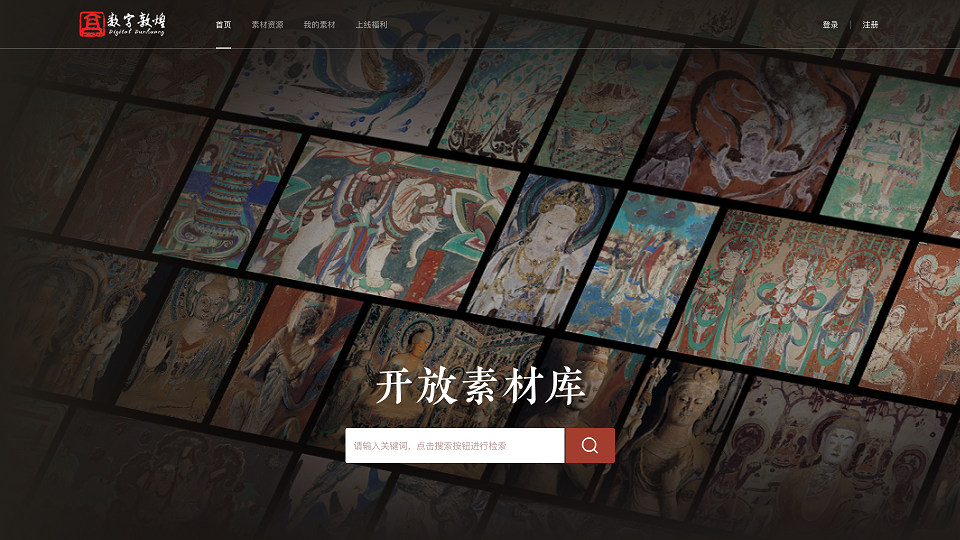 数字敦煌
Digital Dunhuang
首页
素材资源
我的素材
上线福利
登录
注册
开放素材库
请输入关键词，点击搜索按钮进行检索